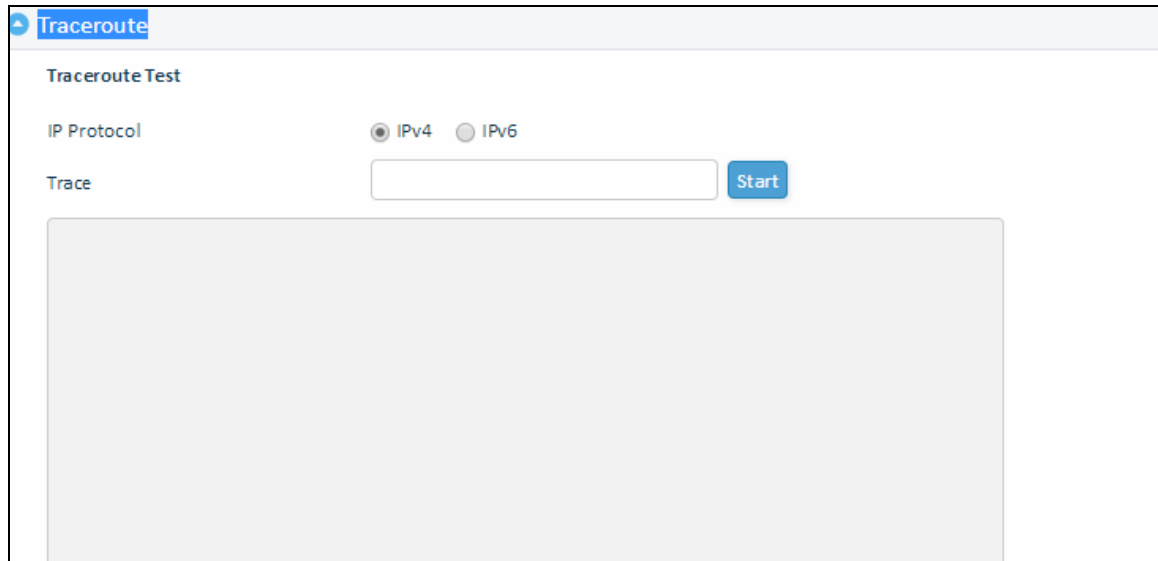 Traceroute
Traceroute Test
IP Protocol IPv4 IPv6
Trace Start